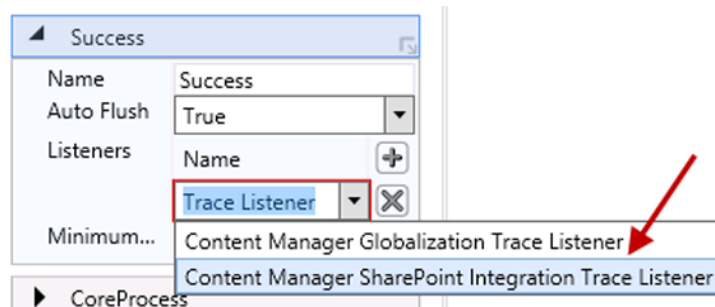 Success
Name Success
Auto Flush True
Listeners Name
Trace Listener
Minimum...
Content Manager Globalization Trace Listener
Content Manager SharePoint Integration Trace Listener
CoreProcess